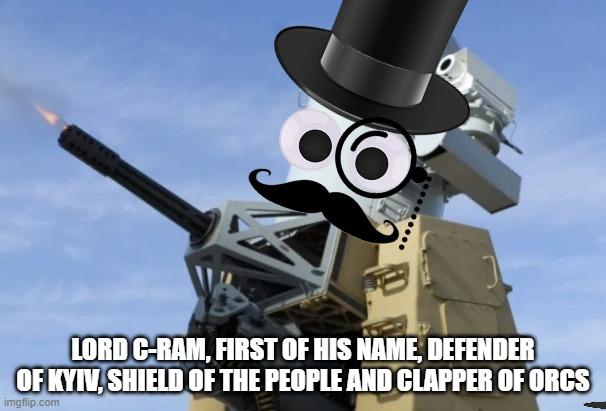 LORD C-RAM, FIRST OF HIS NAME, DEFENDER
OF KYIV, SHIELD OF THE PEOPLE AND CLAPPER OF ORCS
imgflip.com